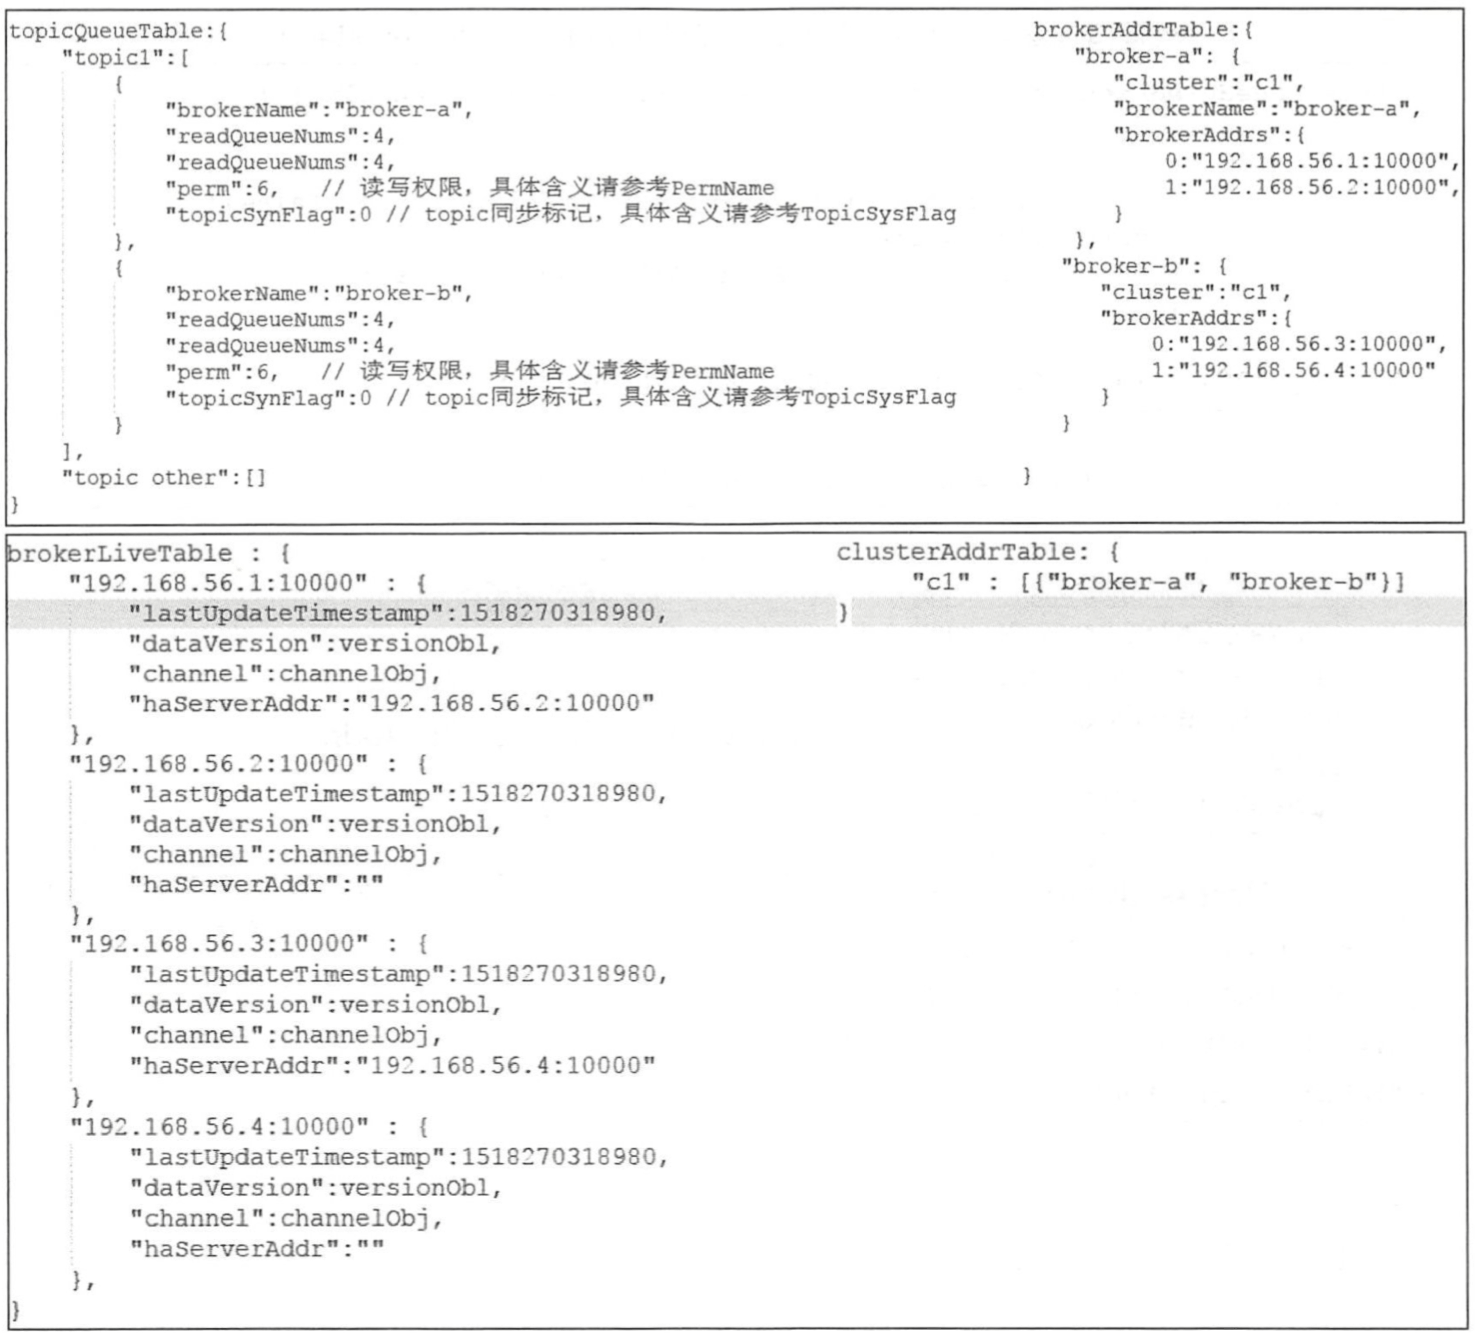 topicQueueTable:{
"topic1":[
{
"brokerName":"broker-a",
"readQueueNums":4,
"readQueueNums":4,
"perm":6,   // 读写权限，具体含义请参考PermName
"topicSynFlag":0 // topic同步标记，具体含义请参考TopicSysFlag
},
{
"brokerName":"broker-b",
"readQueueNums":4,
"readQueueNums":4,
"perm":6,   // 读写权限，具体含义请参考PermName
"topicSynFlag":0 // topic同步标记，具体含义请参考TopicSysFlag
}
],
"topic other":[]
}
brokerAddrTable:{
"broker-a": {
"cluster":"c1",
"brokerName":"broker-a",
"brokerAddrs":{
0:"192.168.56.1:10000",
1:"192.168.56.2:10000",
}
},
"broker-b": {
"cluster":"c1",
"brokerAddrs":{
0:"192.168.56.3:10000",
1:"192.168.56.4:10000"
}
}
}
brokerLiveTable : {
"192.168.56.1:10000" : {
"lastUpdateTimestamp":1518270318980,
"dataVersion":versionObl,
"channel":channelObj,
"haServerAddr":"192.168.56.2:10000"
},
"192.168.56.2:10000" : {
"lastUpdateTimestamp":1518270318980,
"dataVersion":versionObl,
"channel":channelObj,
"haServerAddr":""
},
"192.168.56.3:10000" : {
"lastUpdateTimestamp":1518270318980,
"dataVersion":versionObl,
"channel":channelObj,
"haServerAddr":"192.168.56.4:10000"
},
"192.168.56.4:10000" : {
"lastUpdateTimestamp":1518270318980,
"dataVersion":versionObl,
"channel":channelObj,
"haServerAddr":""
},
}
clusterAddrTable: {
"c1" : [{"broker-a", "broker-b"}]
}